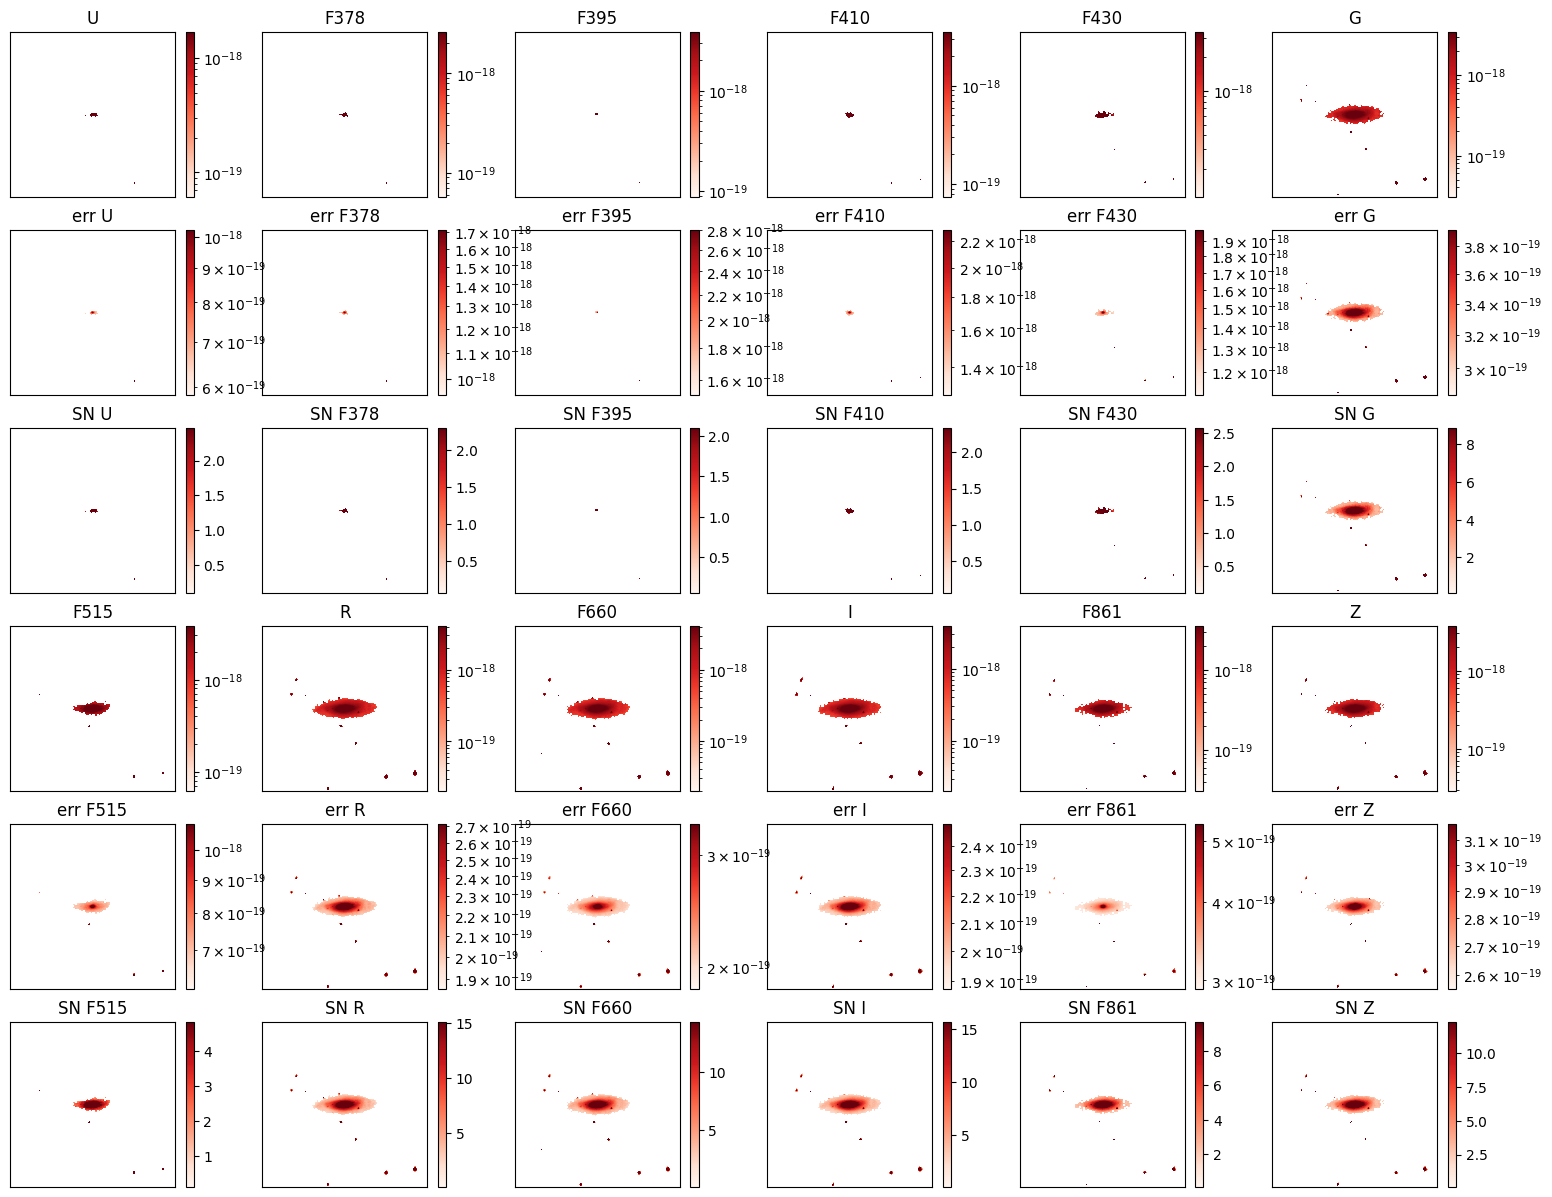 U
10⁻¹⁸
10⁻¹⁹
F378
10⁻¹⁸
10⁻¹⁹
F395
10⁻¹⁸
10⁻¹⁹
F410
10⁻¹⁸
10⁻¹⁹
F430
10⁻¹⁸
G
10⁻¹⁸
10⁻¹⁹
err U
10⁻¹⁸
9 × 10⁻¹⁹
8 × 10⁻¹⁹
7 × 10⁻¹⁹
6 × 10⁻¹⁹
err F378
1.7 × 10⁻¹⁸
1.6 × 10⁻¹⁸
1.5 × 10⁻¹⁸
1.4 × 10⁻¹⁸
1.3 × 10⁻¹⁸
1.2 × 10⁻¹⁸
1.1 × 10⁻¹⁸
10⁻¹⁸
err F395
2.8 × 10⁻¹⁸
2.6 × 10⁻¹⁸
2.4 × 10⁻¹⁸
2.2 × 10⁻¹⁸
2 × 10⁻¹⁸
1.8 × 10⁻¹⁸
1.6 × 10⁻¹⁸
err F410
2.2 × 10⁻¹⁸
2 × 10⁻¹⁸
1.8 × 10⁻¹⁸
1.6 × 10⁻¹⁸
1.4 × 10⁻¹⁸
err F430
1.9 × 10⁻¹⁸
1.8 × 10⁻¹⁸
1.7 × 10⁻¹⁸
1.6 × 10⁻¹⁸
1.5 × 10⁻¹⁸
1.4 × 10⁻¹⁸
1.3 × 10⁻¹⁸
1.2 × 10⁻¹⁸
err G
3.8 × 10⁻¹⁹
3.6 × 10⁻¹⁹
3.4 × 10⁻¹⁹
3.2 × 10⁻¹⁹
3 × 10⁻¹⁹
SN U
2.0
1.5
1.0
0.5
SN F378
2.0
1.5
1.0
0.5
SN F395
2.0
1.5
1.0
0.5
SN F410
2.0
1.5
1.0
0.5
SN F430
2.5
2.0
1.5
1.0
0.5
SN G
8
6
4
2
F515
10⁻¹⁸
10⁻¹⁹
R
10⁻¹⁸
10⁻¹⁹
F660
10⁻¹⁸
10⁻¹⁹
I
10⁻¹⁸
10⁻¹⁹
F861
10⁻¹⁸
10⁻¹⁹
Z
10⁻¹⁸
10⁻¹⁹
err F515
10⁻¹⁸
9 × 10⁻¹⁹
8 × 10⁻¹⁹
7 × 10⁻¹⁹
err R
2.7 × 10⁻¹⁹
2.6 × 10⁻¹⁹
2.5 × 10⁻¹⁹
2.4 × 10⁻¹⁹
2.3 × 10⁻¹⁹
2.2 × 10⁻¹⁹
2.1 × 10⁻¹⁹
2 × 10⁻¹⁹
1.9 × 10⁻¹⁹
err F660
3 × 10⁻¹⁹
2 × 10⁻¹⁹
err I
2.4 × 10⁻¹⁹
2.3 × 10⁻¹⁹
2.2 × 10⁻¹⁹
2.1 × 10⁻¹⁹
2 × 10⁻¹⁹
1.9 × 10⁻¹⁹
err F861
5 × 10⁻¹⁹
4 × 10⁻¹⁹
3 × 10⁻¹⁹
err Z
3.1 × 10⁻¹⁹
3 × 10⁻¹⁹
2.9 × 10⁻¹⁹
2.8 × 10⁻¹⁹
2.7 × 10⁻¹⁹
2.6 × 10⁻¹⁹
SN F515
4
3
2
1
SN R
15
10
5
SN F660
10
5
SN I
15
10
5
SN F861
8
6
4
2
SN Z
10.0
7.5
5.0
2.5